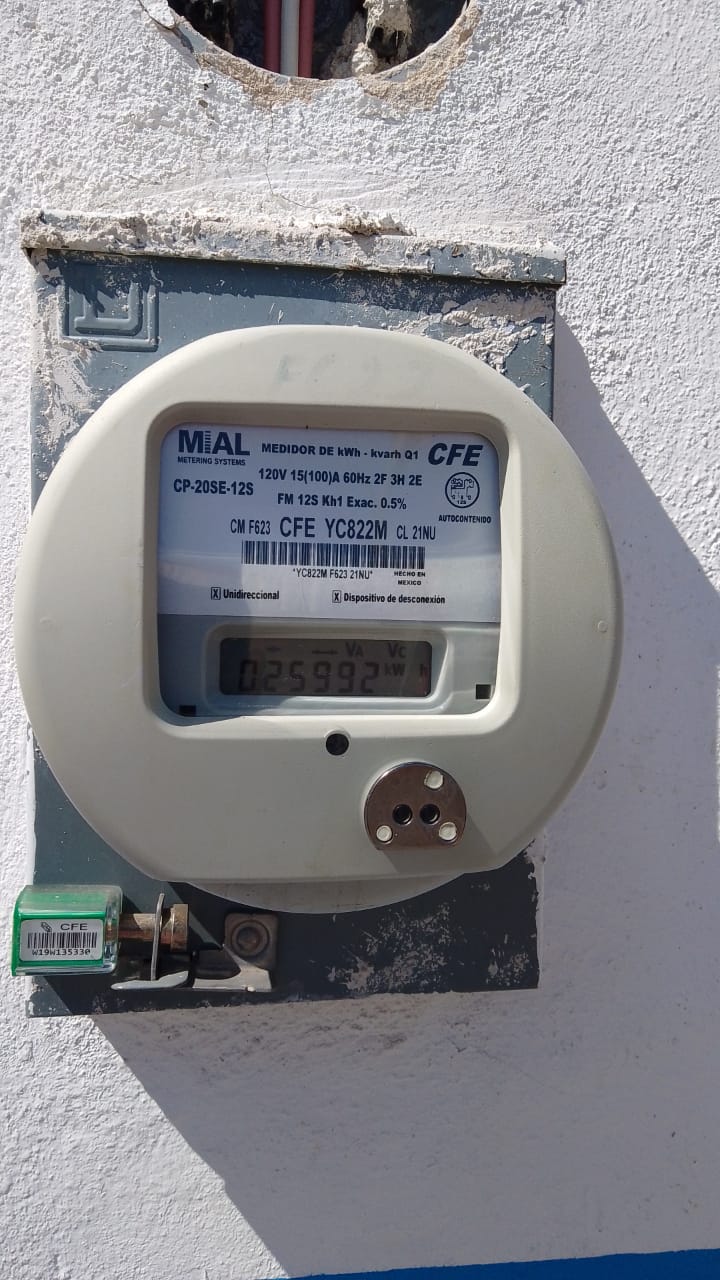 MIAL
METERING SYSTEMS
MEDIDOR DE kWh - kvarh Q1
CFE
120V 15(100)A 60Hz 2F 3H 2E
CP-20SE-12S
FM 12S Kh1 Exac. 0.5%
12S
AUTOCONTENIDO
CM F623 CFE YC822M CL 21NU
*YC822M F623 21NU*
HECHO EN
MEXICO
X Unidireccional
X Dispositivo de desconexión
VA VC
025992 kW h
CFE
W19W135330